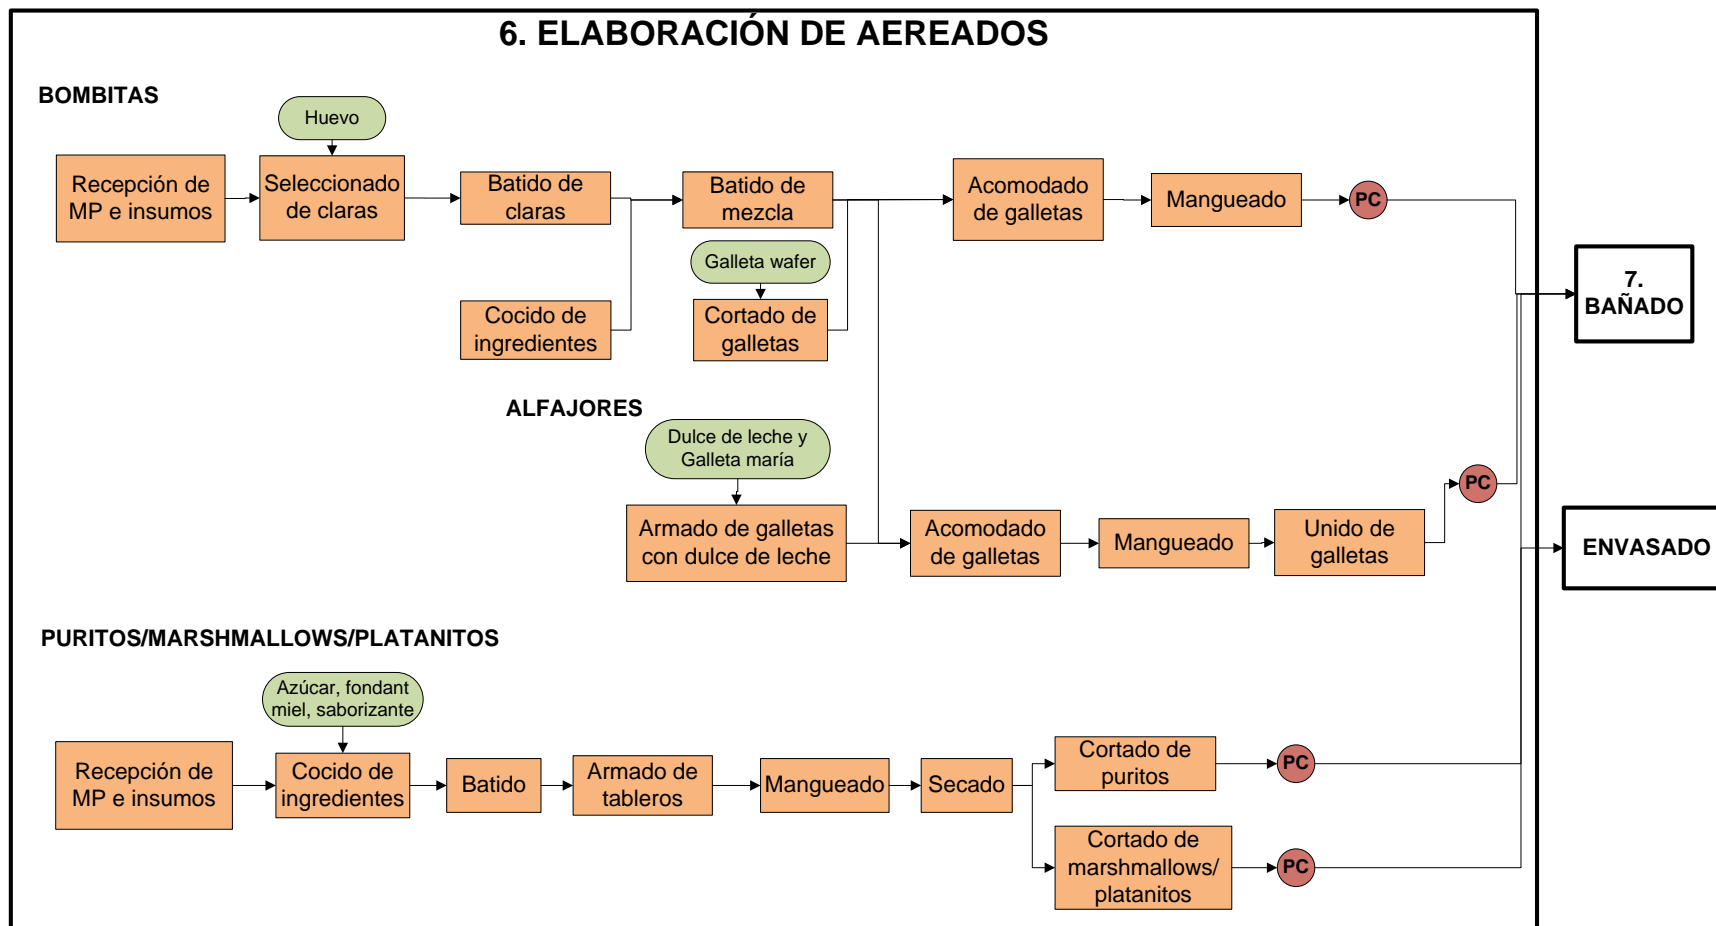 6. ELABORACIÓN DE AEREADOS
BOMBITAS
Huevo
Recepción de
MP e insumos
Seleccionado
de claras
Batido de
claras
Batido de
mezcla
Acomodado
de galletas
Mangueado
PC
Galleta wafer
Cocido de
ingredientes
Cortado de
galletas
7.
BAÑADO
ALFAJORES
Dulce de leche y
Galleta maría
Armado de galletas
con dulce de leche
Acomodado
de galletas
Mangueado
Unido de
galletas
PC
ENVASADO
PURITOS/MARSHMALLOWS/PLATANITOS
Azúcar, fondant
miel, saborizante
Recepción de
MP e insumos
Cocido de
ingredientes
Batido
Armado de
tableros
Mangueado
Secado
Cortado de
puritos
PC
Cortado de
marshmallows/
platanitos
PC